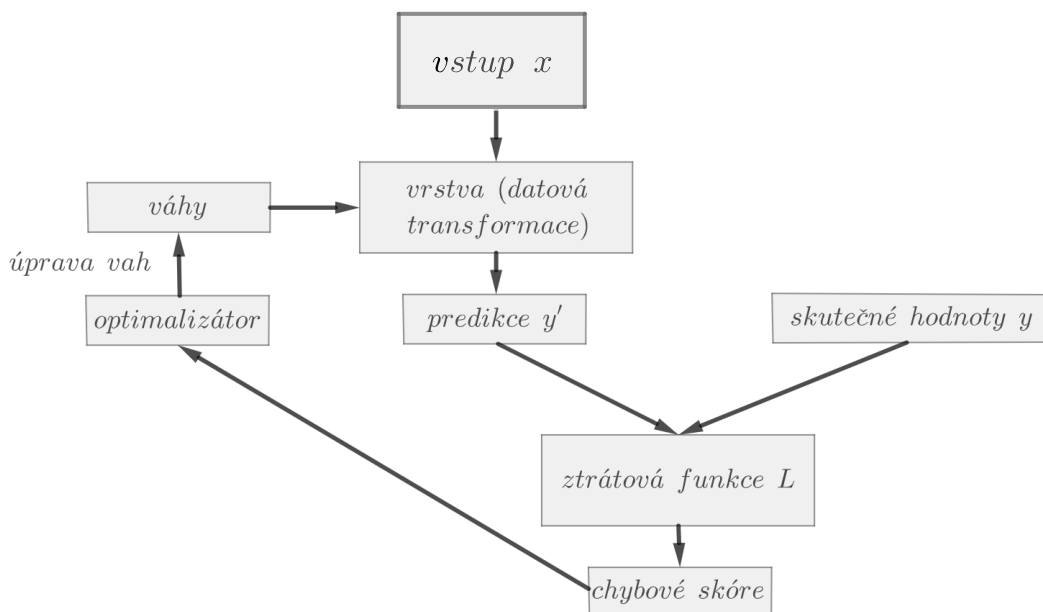 vstup x
vrstva (datová
transformace)
váhy
úprava vah
optimalizátor
predikce y'
skutečné hodnoty y
ztrátová funkce L
chybové skóre